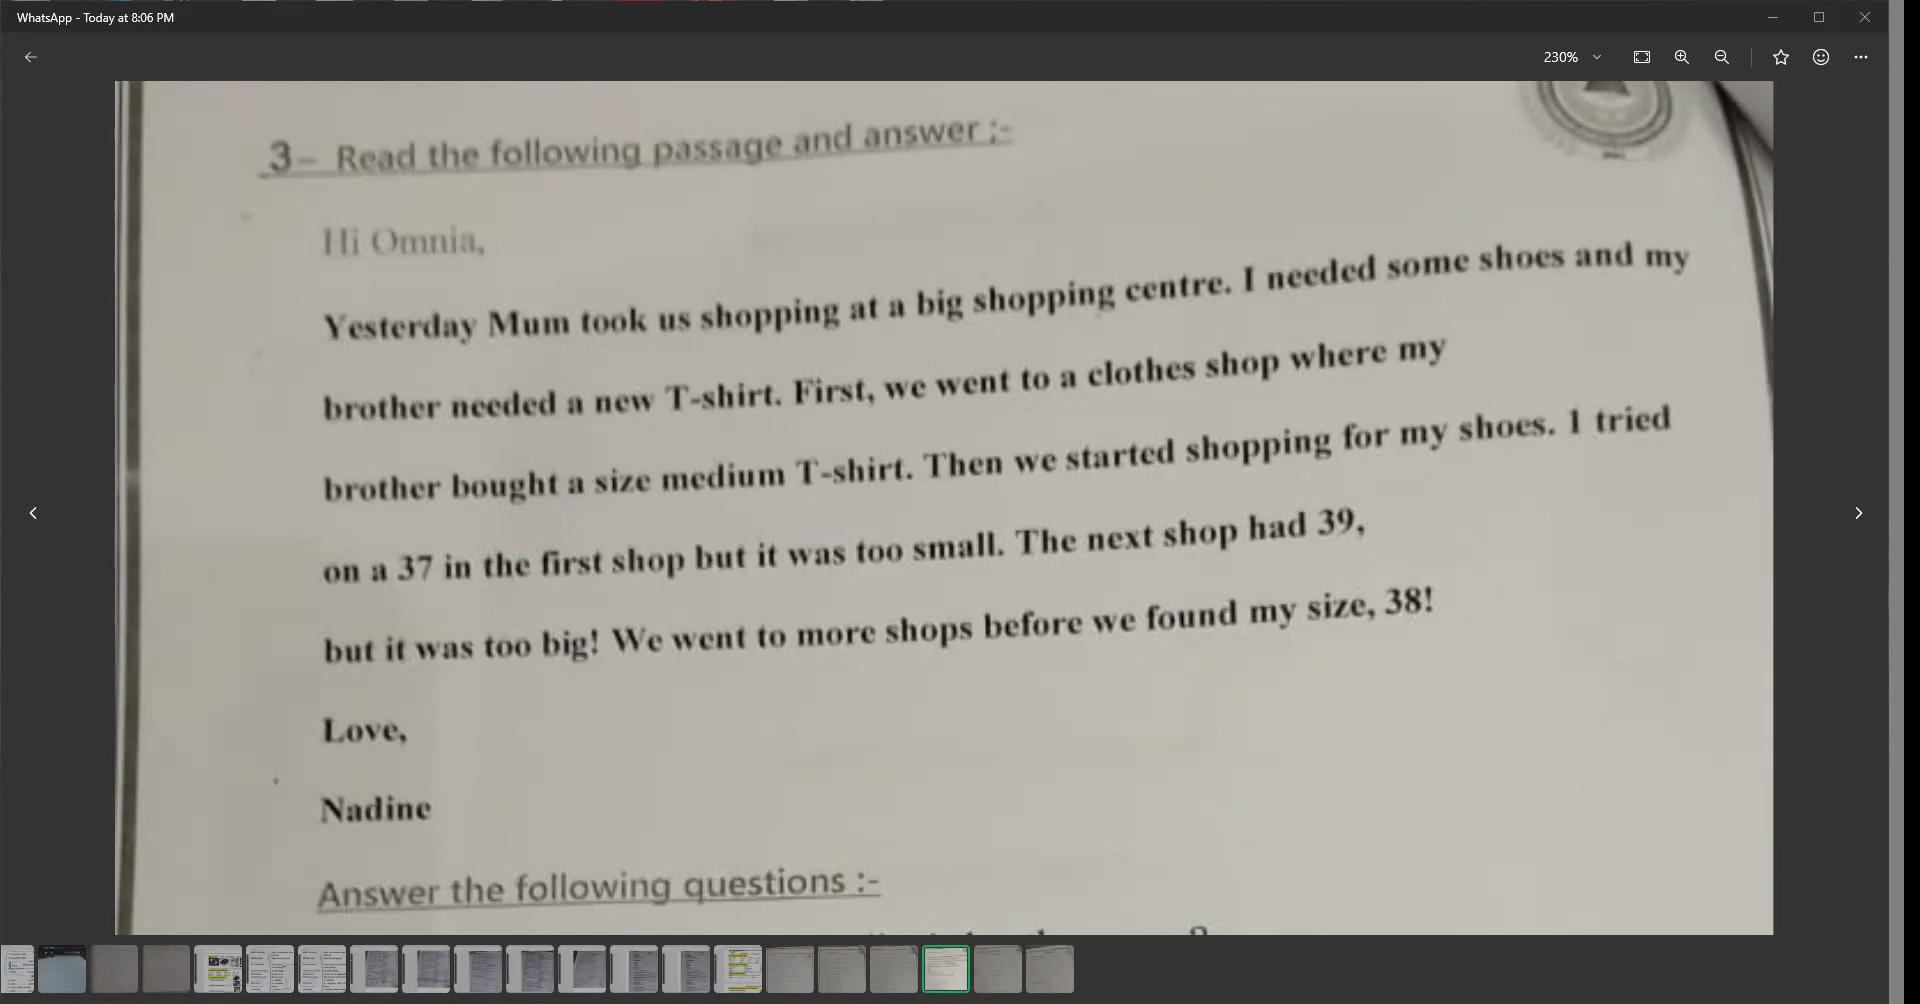 WhatsApp - Today at 8:06 PM
230%
3- Read the following passage and answer :-
Hi Omnia,
Yesterday Mum took us shopping at a big shopping centre. I needed some shoes and my
brother needed a new T-shirt. First, we went to a clothes shop where my
brother bought a size medium T-shirt. Then we started shopping for my shoes. 1 tried
on a 37 in the first shop but it was too small. The next shop had 39,
but it was too big! We went to more shops before we found my size, 38!
Love,
Nadine
Answer the following questions :-